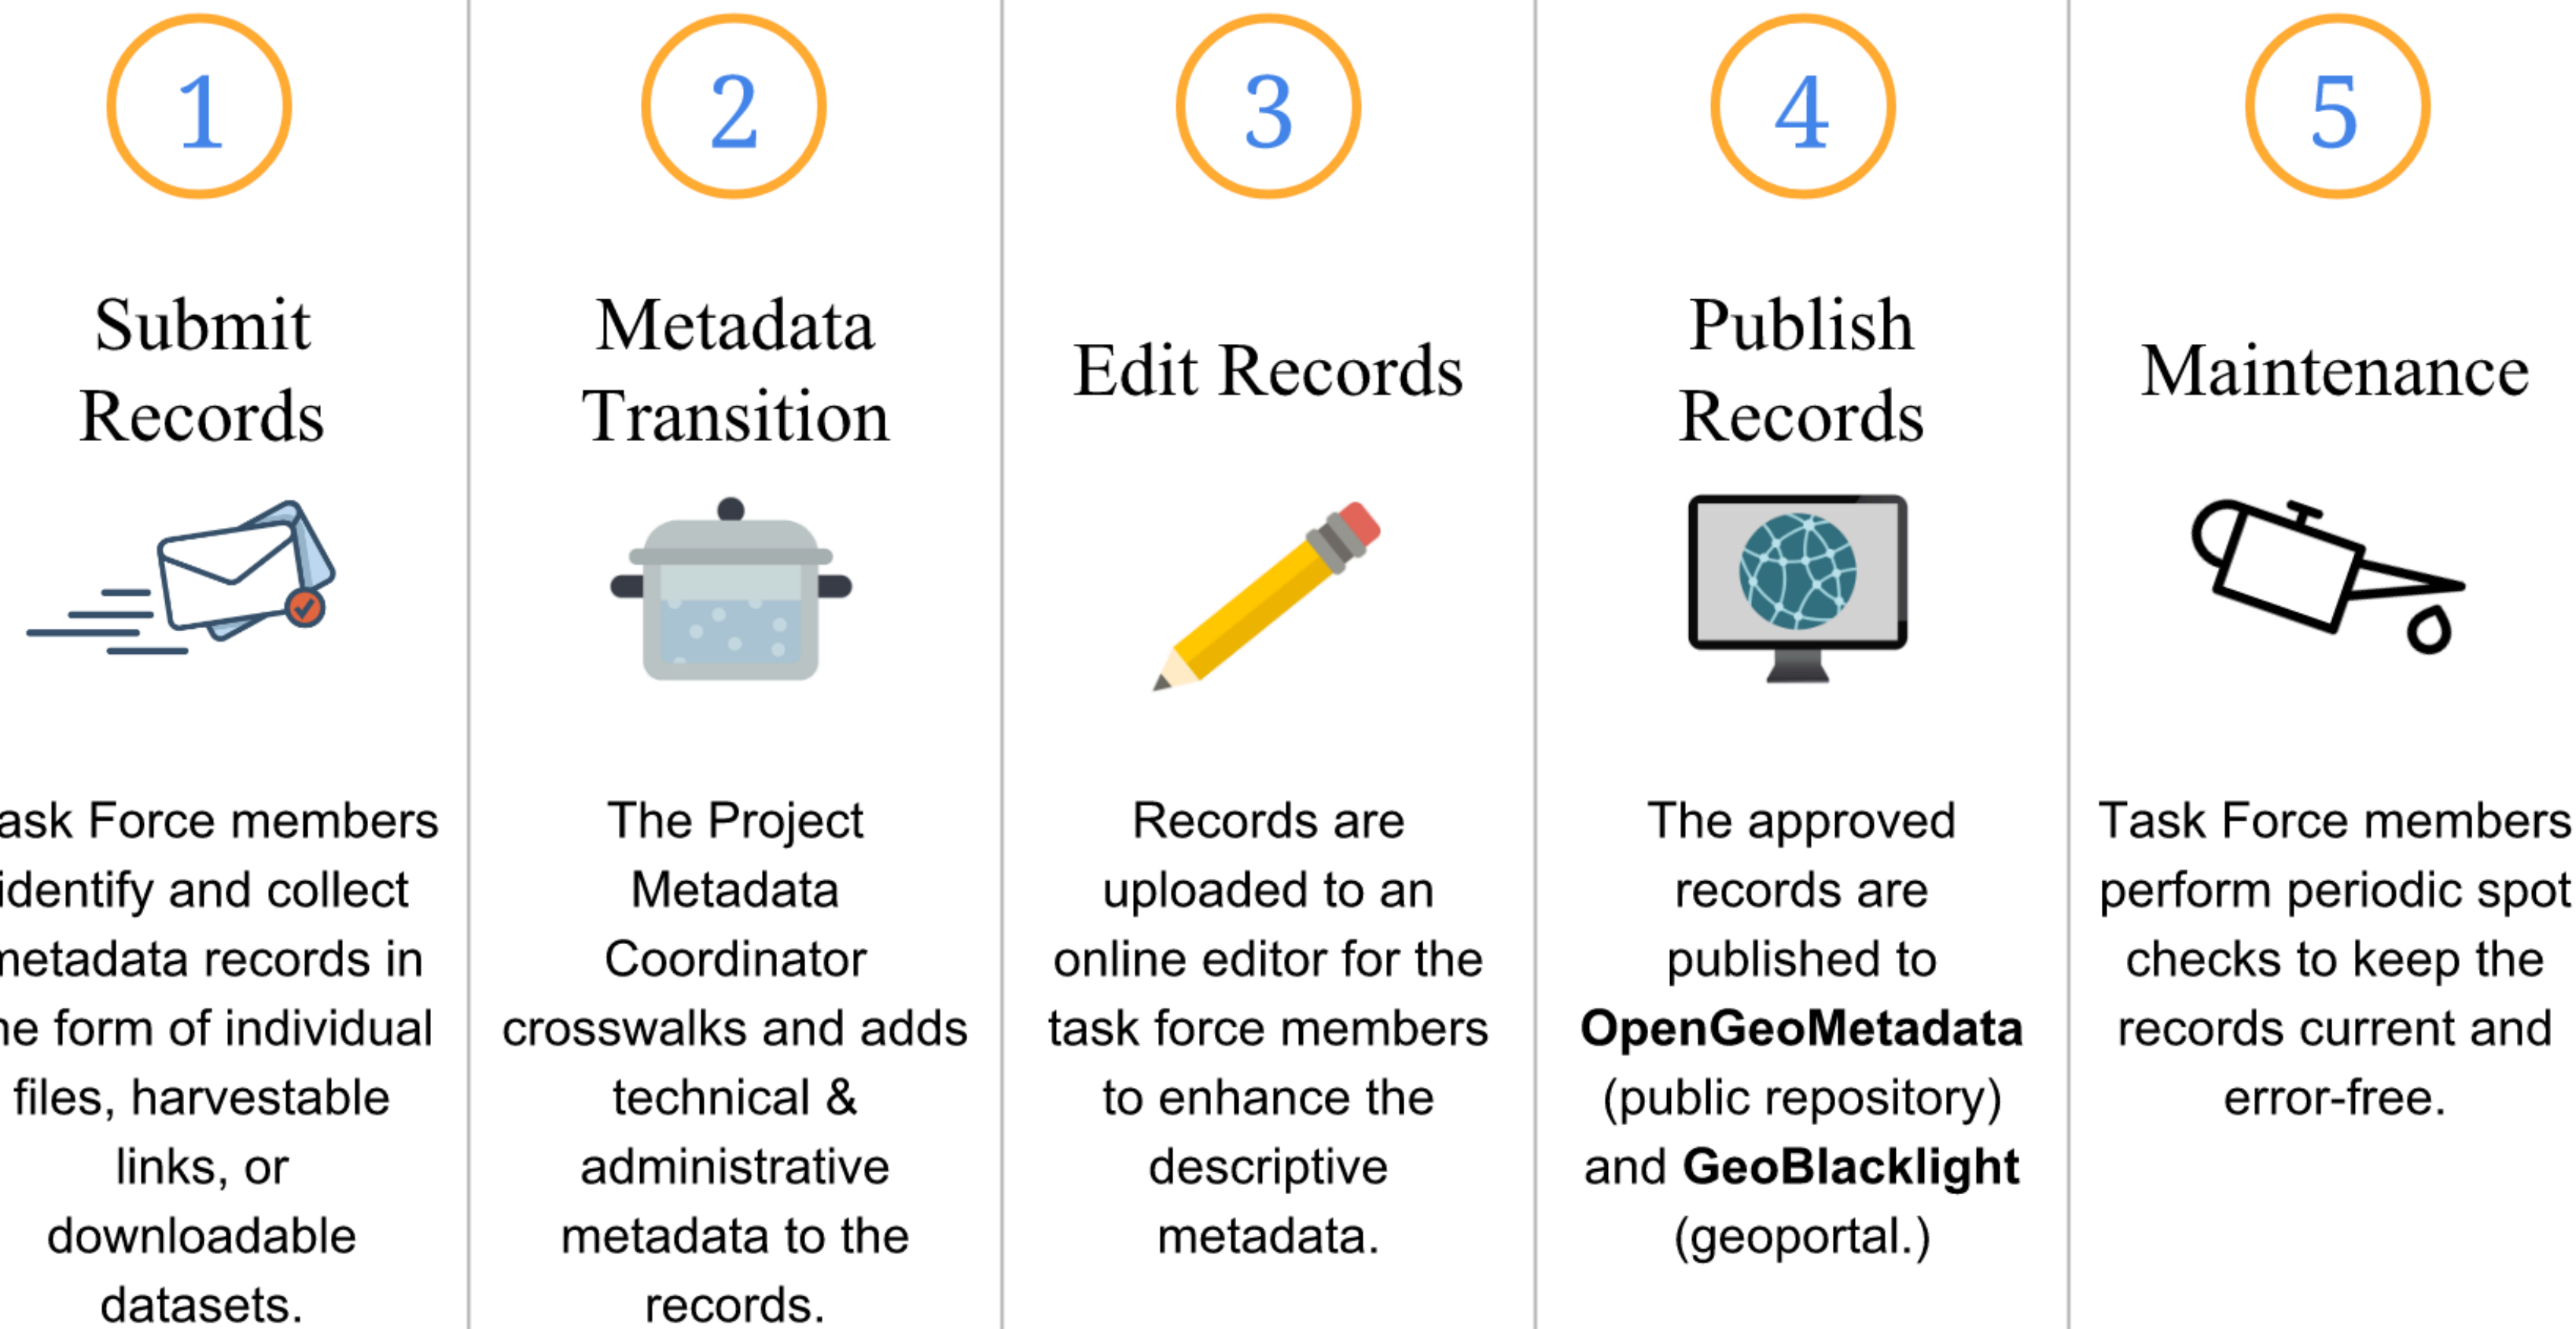 1
Submit
Records
ask Force members
identify and collect
metadata records in
he form of individual
files, harvestable
links, or
downloadable
datasets.
2
Metadata
Transition
The Project
Metadata
Coordinator
crosswalks and adds
technical &
administrative
metadata to the
records.
3
Edit Records
Records are
uploaded to an
online editor for the
task force members
to enhance the
descriptive
metadata.
4
Publish
Records
The approved
records are
published to
OpenGeoMetadata
(public repository)
and GeoBlacklight
(geoportal.)
5
Maintenance
Task Force members
perform periodic spot
checks to keep the
records current and
error-free.